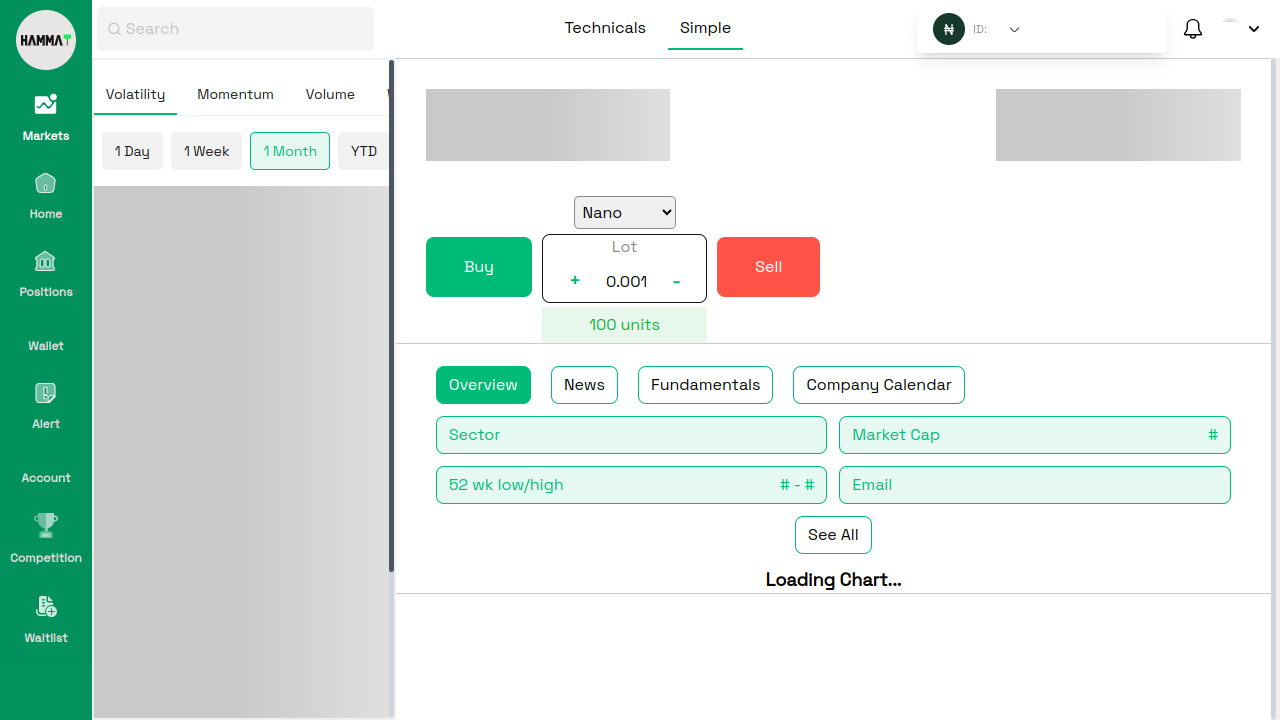 HAMMA
Search
Technicals
Simple
₦ ID:
Markets
Home
Positions
Wallet
Alert
Account
Competition
Waitlist
Volatility
Momentum
Volume
1 Day
1 Week
1 Month
YTD
Nano
Buy
Lot
+ 0.001 -
100 units
Sell
Overview
News
Fundamentals
Company Calendar
Sector
Market Cap #
52 wk low/high # - #
Email
See All
Loading Chart...